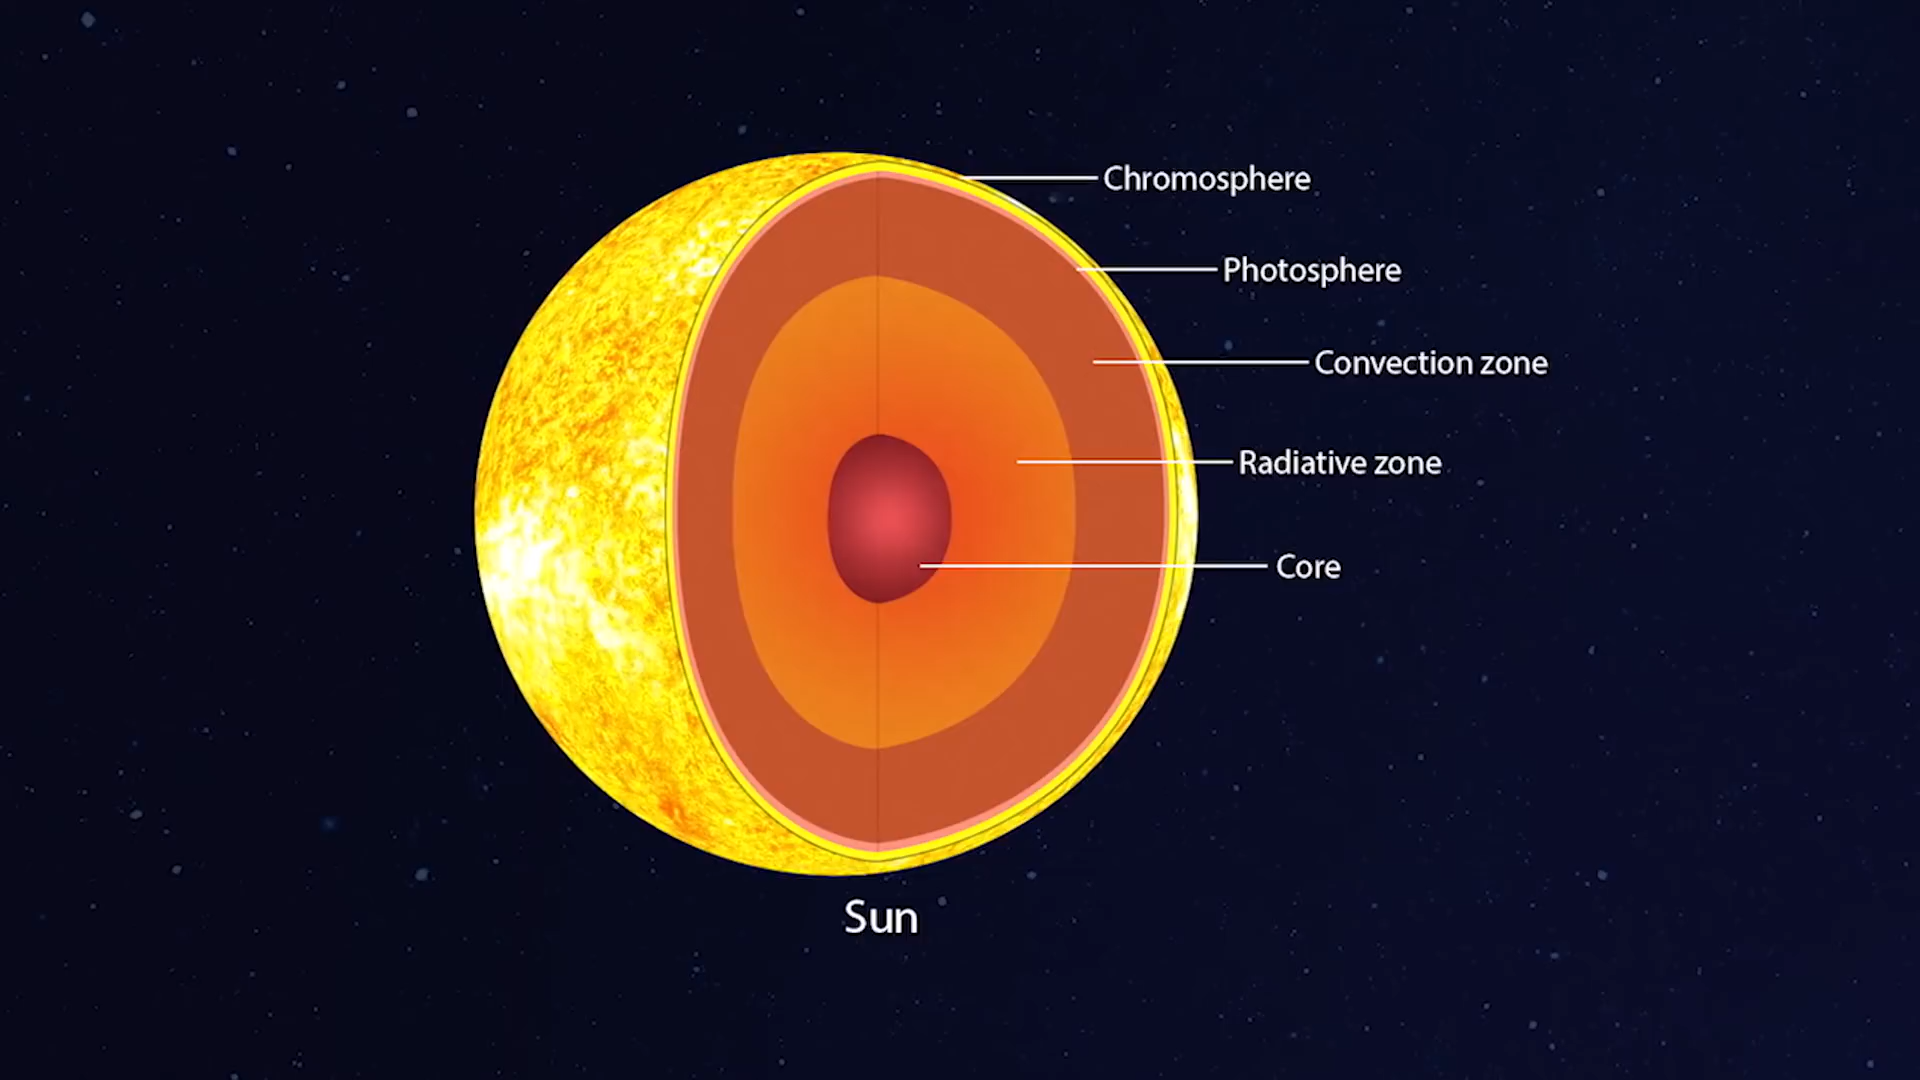 Chromosphere
Photosphere
Convection zone
Radiative zone
Core
Sun